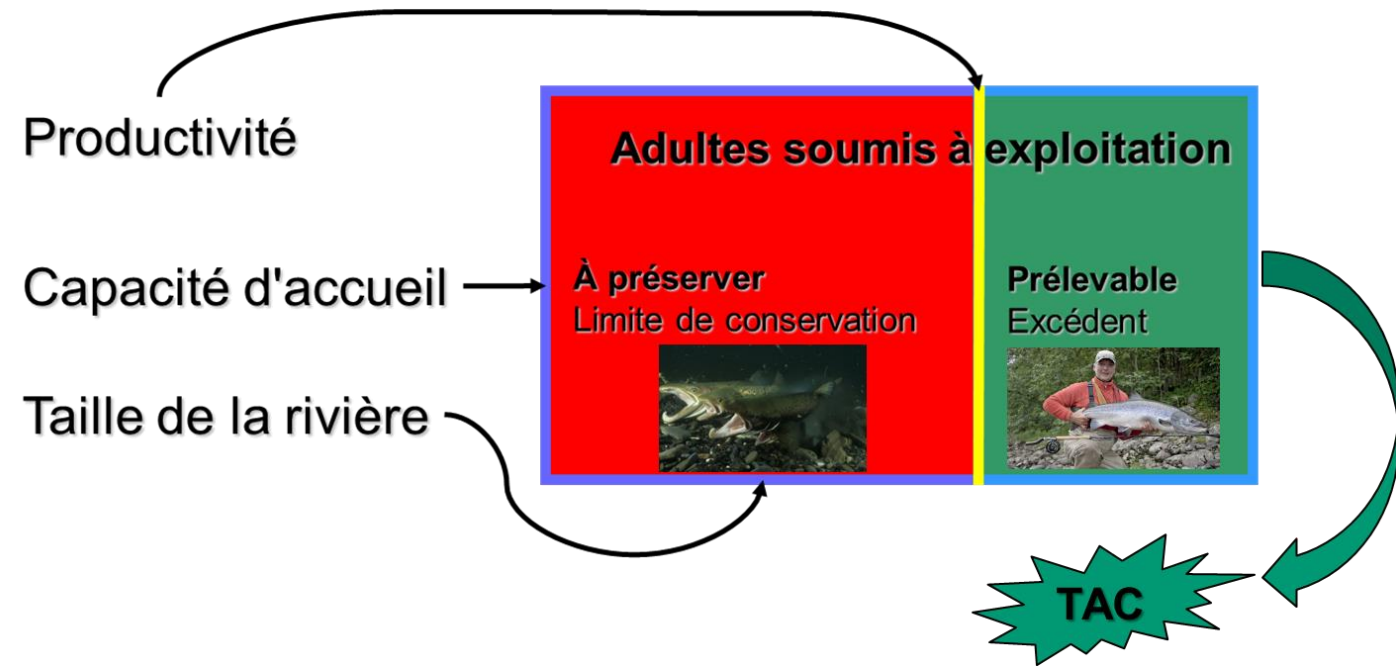 Productivité
Adultes soumis à exploitation
Capacité d'accueil
À préserver
Limite de conservation
Prélevable
Excédent
Taille de la rivière
TAC